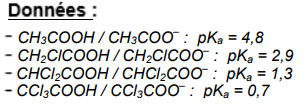 Données :
- CH₃COOH / CH₃COO⁻ : pKₐ = 4,8
- CH₂ClCOOH / CH₂ClCOO⁻ : pKₐ = 2,9
- CHCl₂COOH / CHCl₂COO⁻ : pKₐ = 1,3
- CCl₃COOH / CCl₃COO⁻ : pKₐ = 0,7